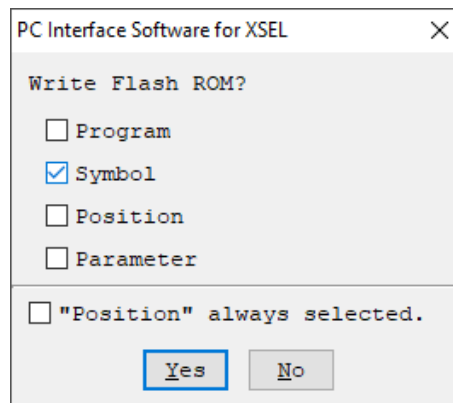 PC Interface Software for XSEL
Write Flash ROM?
Program
Symbol
Position
Parameter
"Position" always selected.
Yes No